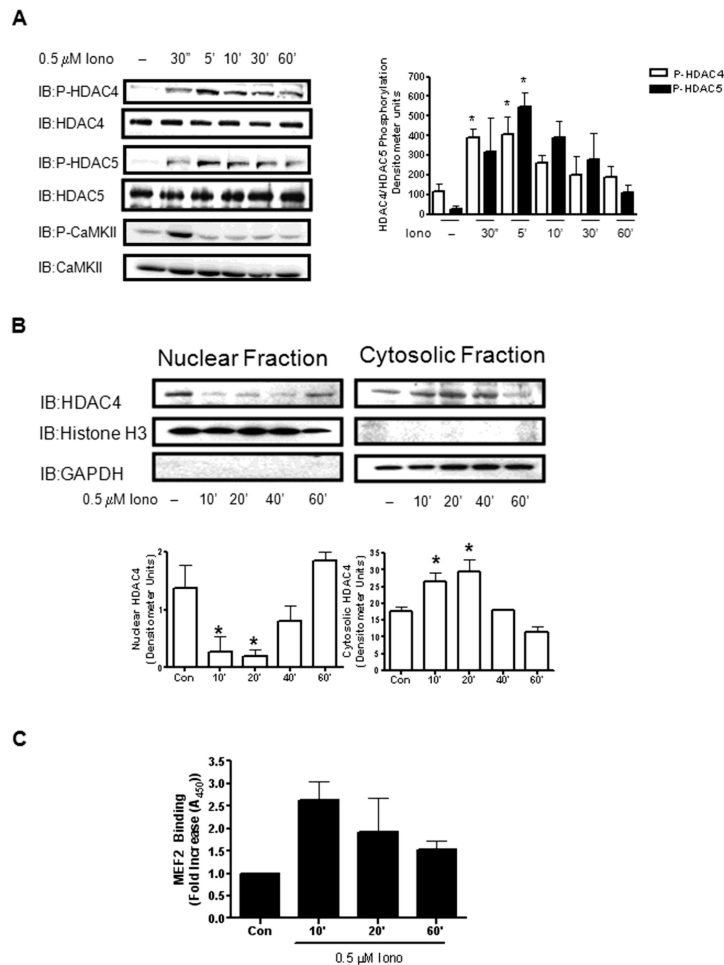 A
0.5 μM Iono – 30" 5' 10' 30' 60'
IB:P-HDAC4
IB:HDAC4
IB:P-HDAC5
IB:HDAC5
IB:P-CaMKII
IB:CaMKII
P-HDAC4
P-HDAC5
HDAC4/HDAC5 Phosphorylation
Densitometer units
800
700
600
500
400
300
200
100
0
* * *
Iono – 30" 5' 10' 30' 60'
B
Nuclear Fraction Cytosolic Fraction
IB:HDAC4
IB:Histone H3
IB:GAPDH
0.5 μM Iono – 10' 20' 40' 60' – 10' 20' 40' 60'
Nuclear HDAC4
(Densitometer Units)
2
1
0
* *
Con 10' 20' 40' 60'
Cytosolic HDAC4
(Densitometer Units)
35
30
25
20
15
10
5
0
* *
Con 10' 20' 40' 60'
C
MEF2 Binding
(Fold Increase (A450))
3.5
3.0
2.5
2.0
1.5
1.0
0.5
0.0
Con 10' 20' 60'
0.5 μM Iono